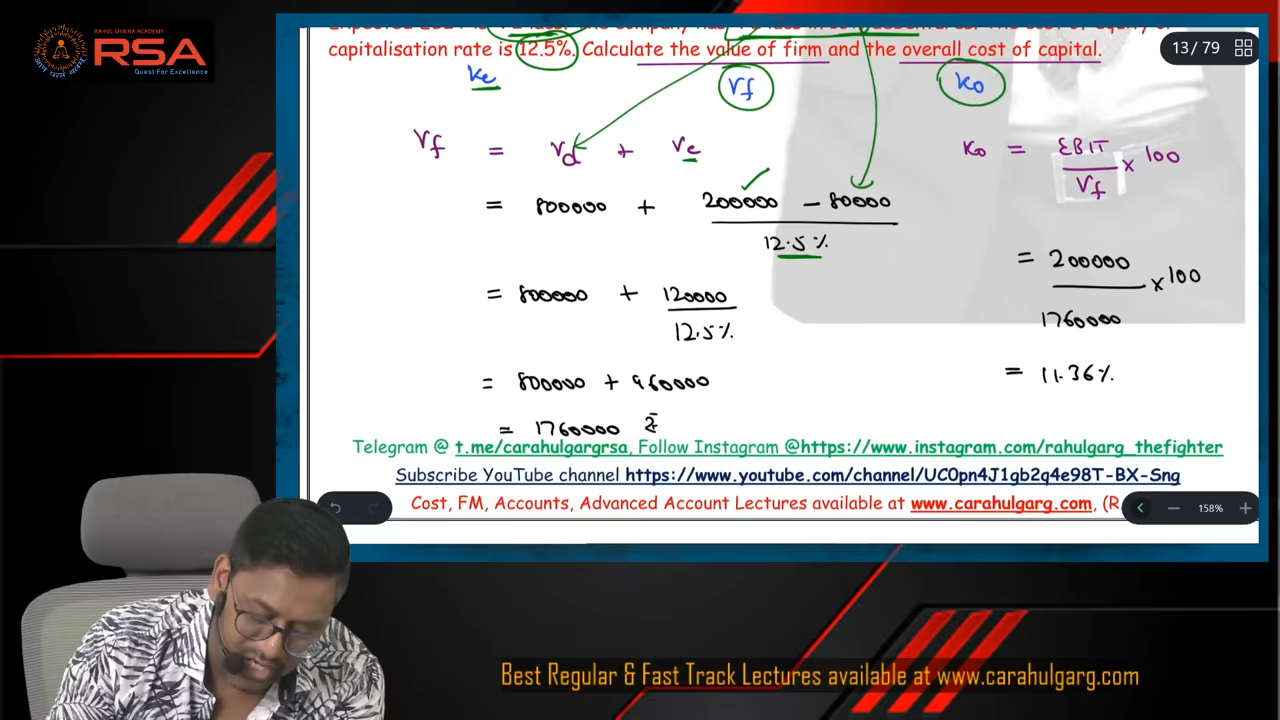 RAHUL SHIKHA ACADEMY
RSA
Quest For Excellence
capitalisation rate is 12.5%. Calculate the value of firm and the overall cost of capital.
13 / 79
Ke
Vf
Ko
Vf = Vd + Ve
= 800000 + 200000 - 80000
12.5%
= 800000 + 120000
12.5%
= 800000 + 960000
= 1760000
Ko = EBIT × 100
Vf
= 200000 × 100
1760000
= 11.36%
Telegram @ t.me/carahulgargrsa, Follow Instagram @https://www.instagram.com/rahulgarg_thefighter
Subscribe YouTube channel https://www.youtube.com/channel/UC0pn4J1gb2q4e98T-BX-Sng
Cost, FM, Accounts, Advanced Account Lectures available at www.carahulgarg.com, (R
158%
Best Regular & Fast Track Lectures available at www.carahulgarg.com